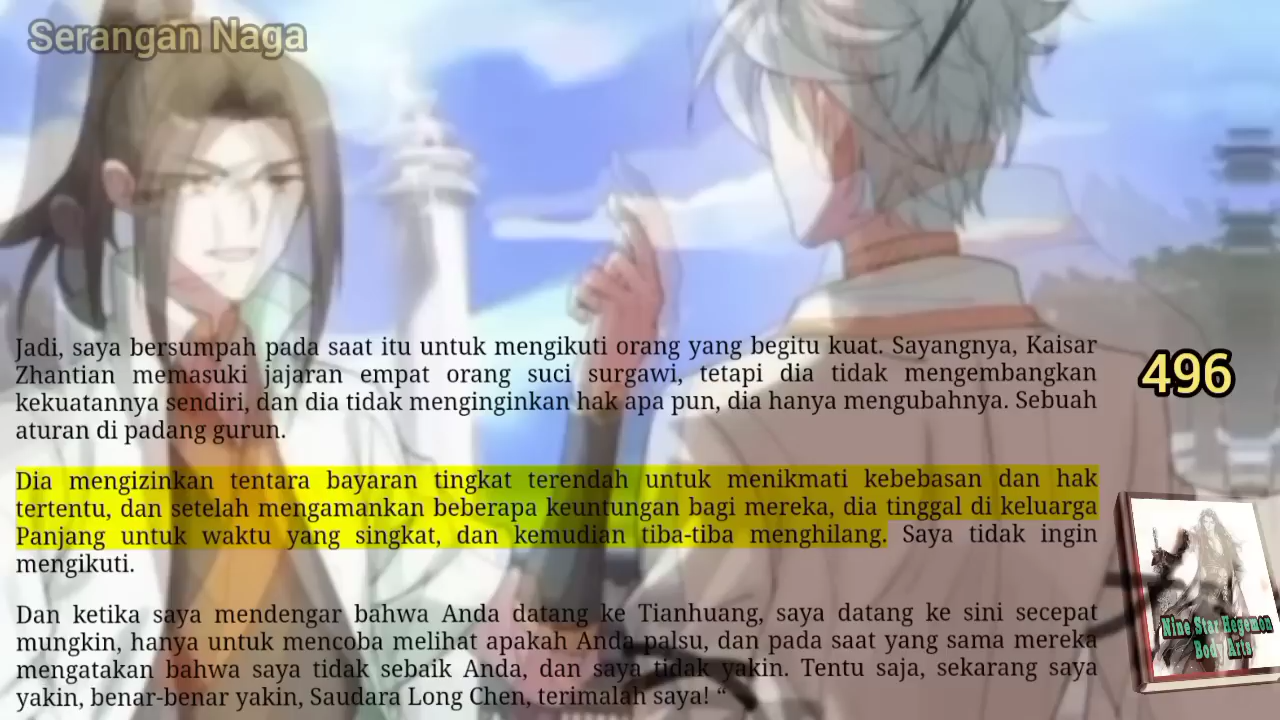 Serangan Naga
Jadi, saya bersumpah pada saat itu untuk mengikuti orang yang begitu kuat. Sayangnya, Kaisar
Zhantian memasuki jajaran empat orang suci surgawi, tetapi dia tidak mengembangkan
kekuatannya sendiri, dan dia tidak menginginkan hak apa pun, dia hanya mengubahnya. Sebuah
aturan di padang gurun.
496
Dia mengizinkan tentara bayaran tingkat terendah untuk menikmati kebebasan dan hak
tertentu, dan setelah mengamankan beberapa keuntungan bagi mereka, dia tinggal di keluarga
Panjang untuk waktu yang singkat, dan kemudian tiba-tiba menghilang. Saya tidak ingin
mengikuti.
Dan ketika saya mendengar bahwa Anda datang ke Tianhuang, saya datang ke sini secepat
mungkin, hanya untuk mencoba melihat apakah Anda palsu, dan pada saat yang sama mereka
mengatakan bahwa saya tidak sebaik Anda, dan saya tidak yakin. Tentu saja, sekarang saya
yakin, benar-benar yakin, Saudara Long Chen, terimalah saya! “
Nine Star Hegemon
Bod Arts